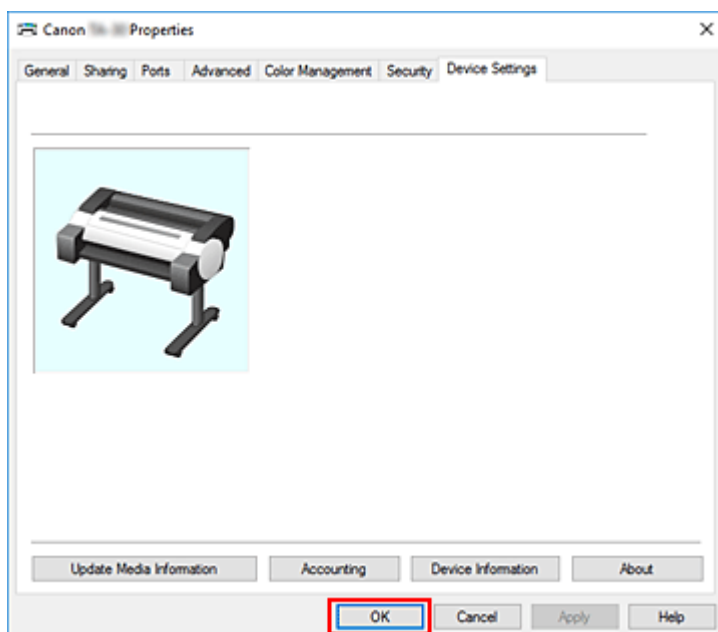 Canon Properties
General Sharing Ports Advanced Color Management Security Device Settings
Update Media Information Accounting Device Information About
OK Cancel Apply Help